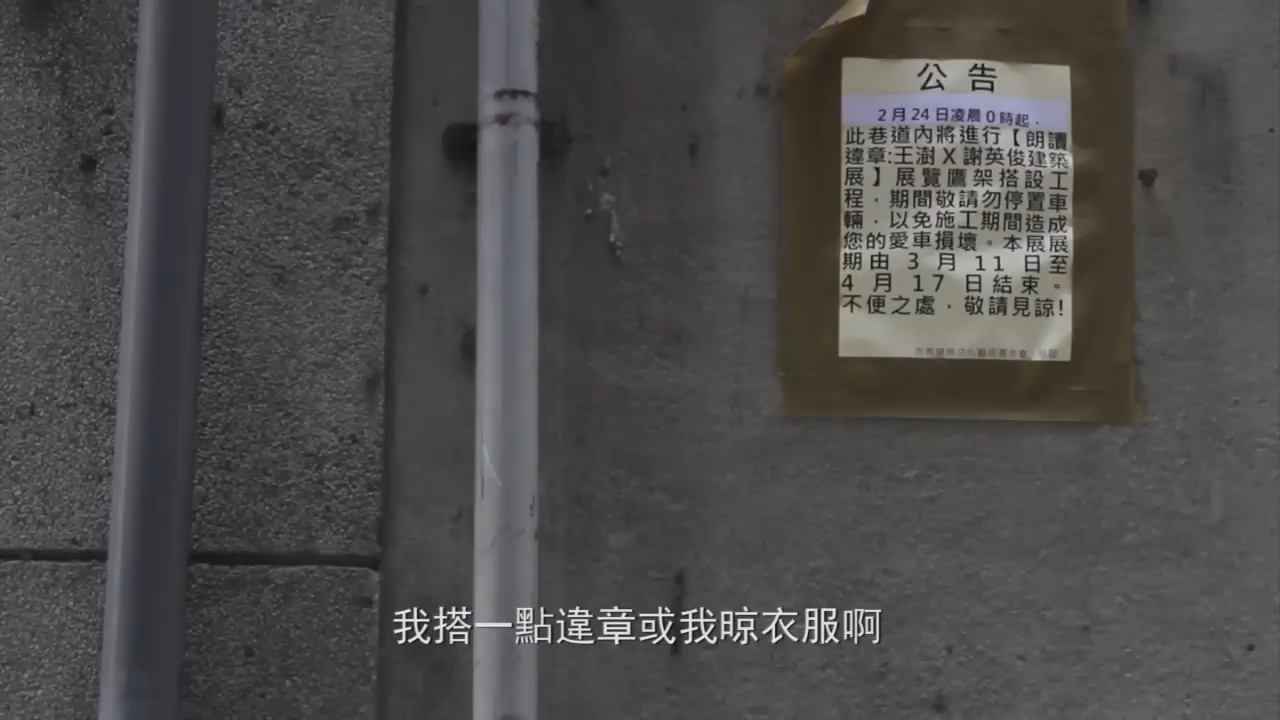 公告
2月24日凌晨0時起.
此巷道內將進行【朗讀
違章:王澍X謝英俊建築
展】展覽鷹架搭設工
程．期間敬請勿停置車
輛．以免施工期間造成
您的愛車損壞。本展展
期由3月11日至
4月17日結束。
不便之處．敬請見諒!
我搭一點違章或我晾衣服啊